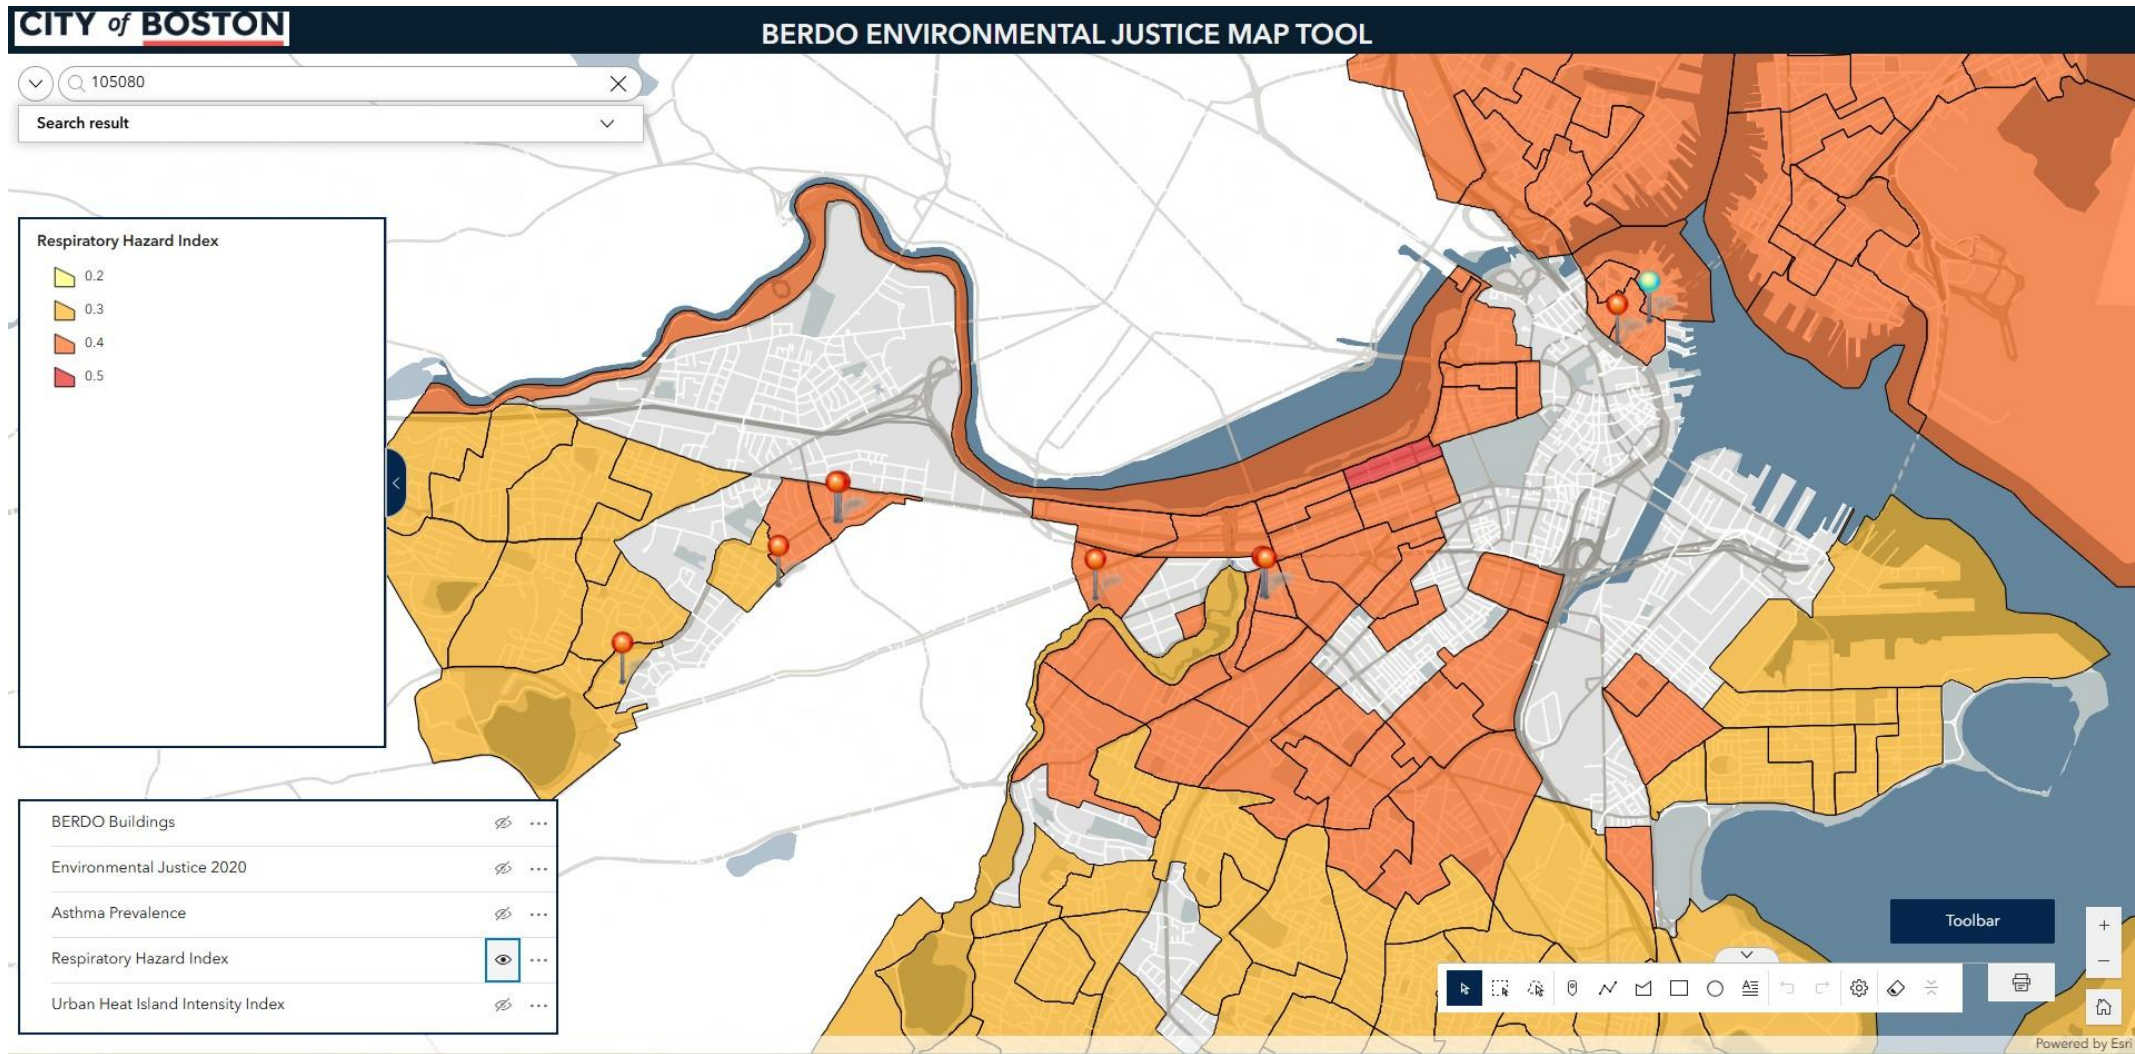 CITY of BOSTON
BERDO ENVIRONMENTAL JUSTICE MAP TOOL
105080
Search result
Respiratory Hazard Index
0.2
0.3
0.4
0.5
BERDO Buildings
Environmental Justice 2020
Asthma Prevalence
Respiratory Hazard Index
Urban Heat Island Intensity Index
Toolbar
Powered by Esri